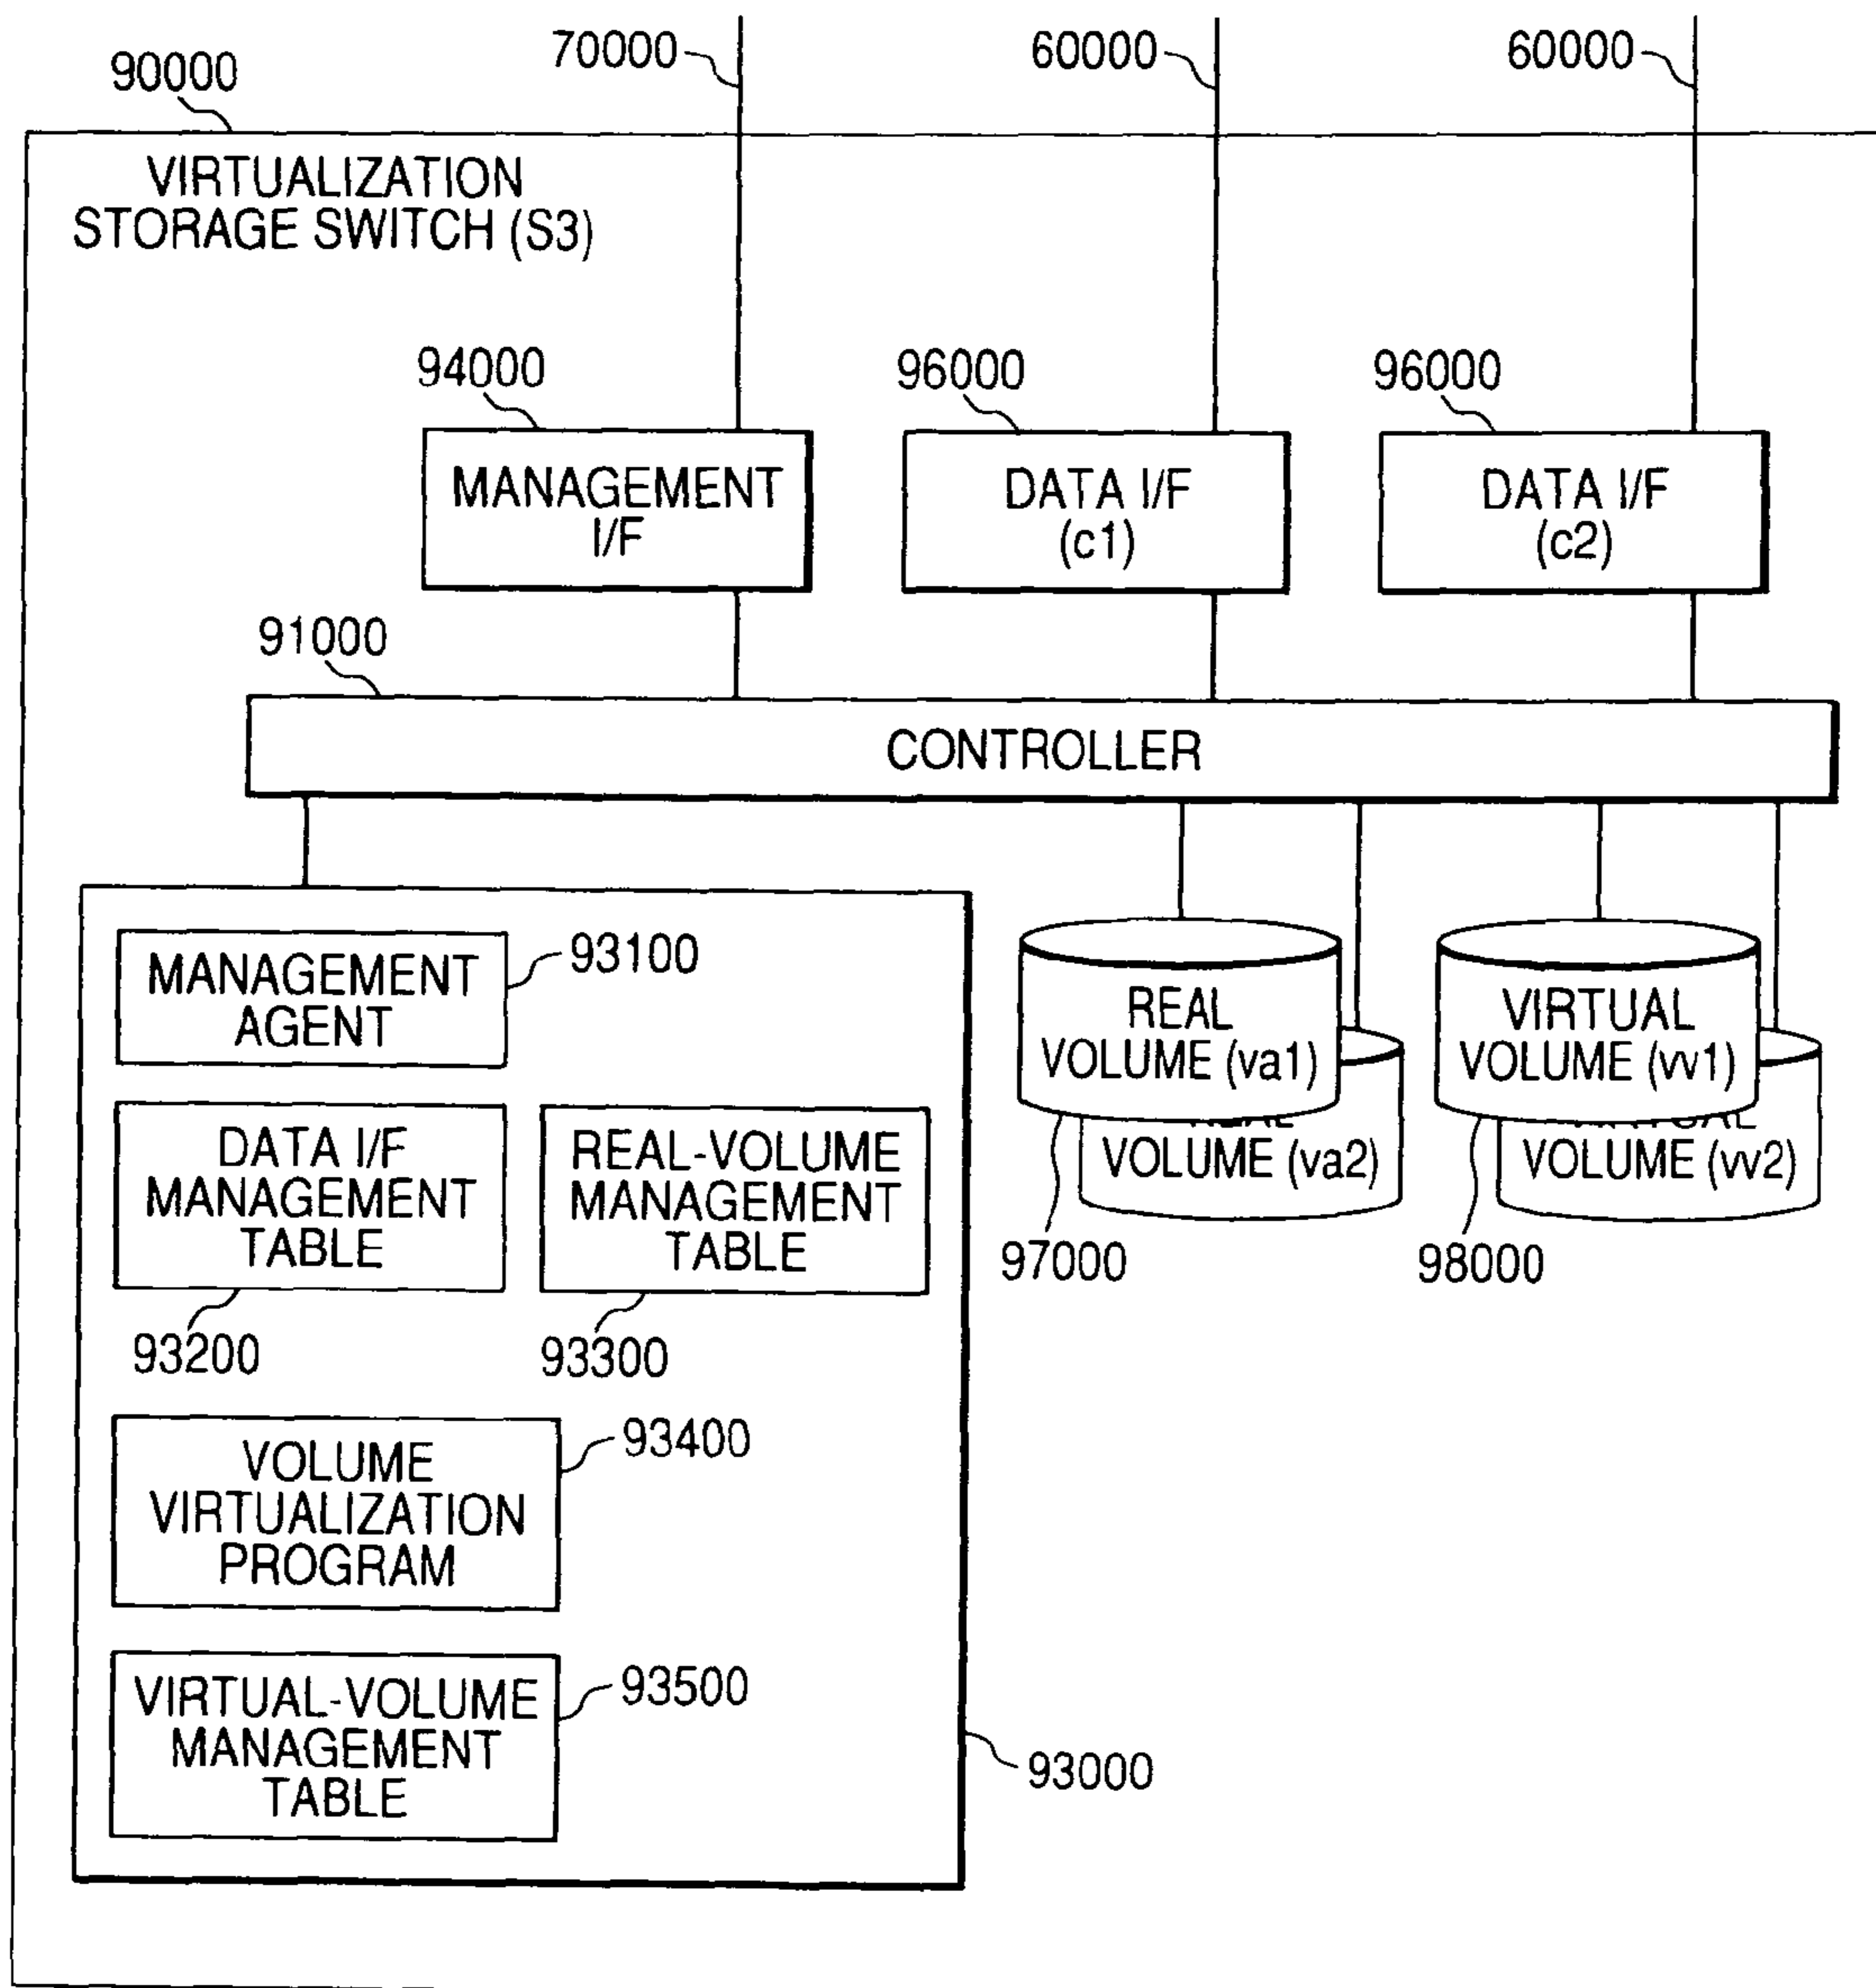 70000
60000
60000
90000
VIRTUALIZATION
STORAGE SWITCH (S3)
94000
96000
96000
MANAGEMENT
I/F
DATA I/F
(c1)
DATA I/F
(c2)
91000
CONTROLLER
MANAGEMENT
AGENT
93100
REAL
VOLUME (va1)
VIRTUAL
VOLUME (vv1)
VOLUME (va2)
VOLUME (vv2)
DATA I/F
MANAGEMENT
TABLE
REAL-VOLUME
MANAGEMENT
TABLE
97000
98000
93200
93300
VOLUME
VIRTUALIZATION
PROGRAM
93400
VIRTUAL-VOLUME
MANAGEMENT
TABLE
93500
93000